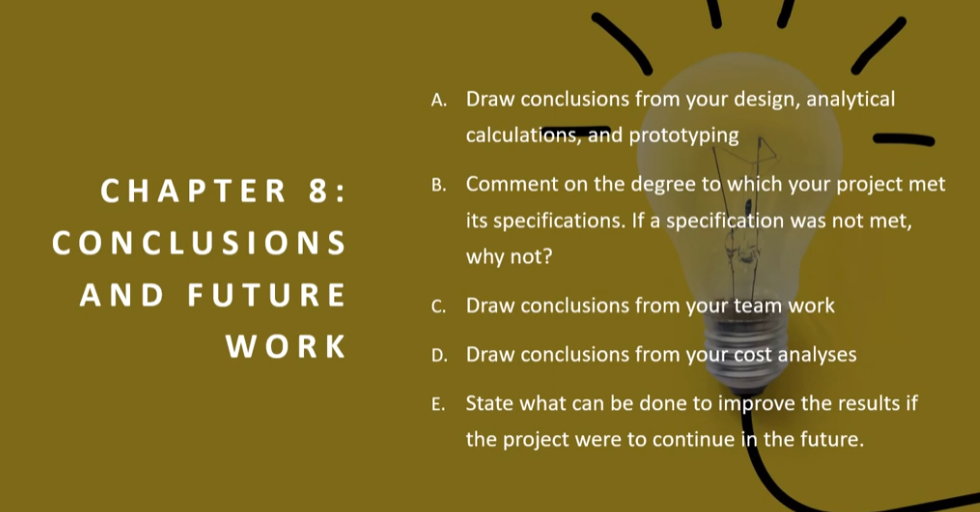 CHAPTER 8:
CONCLUSIONS
AND FUTURE
WORK
A. Draw conclusions from your design, analytical
calculations, and prototyping
B. Comment on the degree to which your project met
its specifications. If a specification was not met,
why not?
C. Draw conclusions from your team work
D. Draw conclusions from your cost analyses
E. State what can be done to improve the results if
the project were to continue in the future.